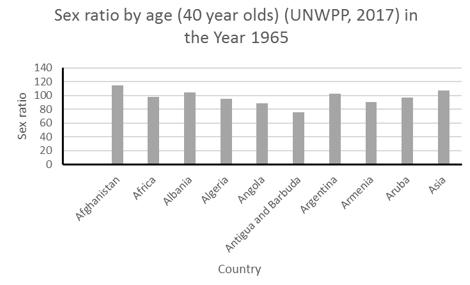 Sex ratio by age (40 year olds) (UNWPP, 2017) in
the Year 1965
140
120
100
80
60
40
20
0
Sex ratio
Afghanistan
Africa
Albania
Algeria
Angola
Antigua and Barbuda
Argentina
Armenia
Aruba
Asia
Country